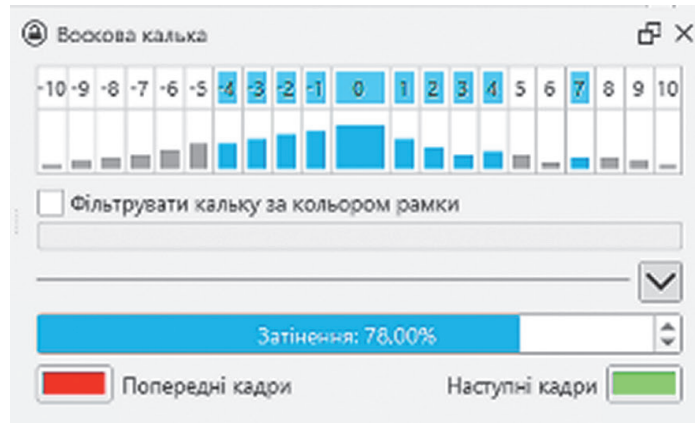 Воскова калька
-10 -9 -8 -7 -6 -5 -4 -3 -2 -1 0 1 2 3 4 5 6 7 8 9 10
Фільтрувати кальку за кольором рамки
Затінення: 78.00%
Попередні кадри Наступні кадри